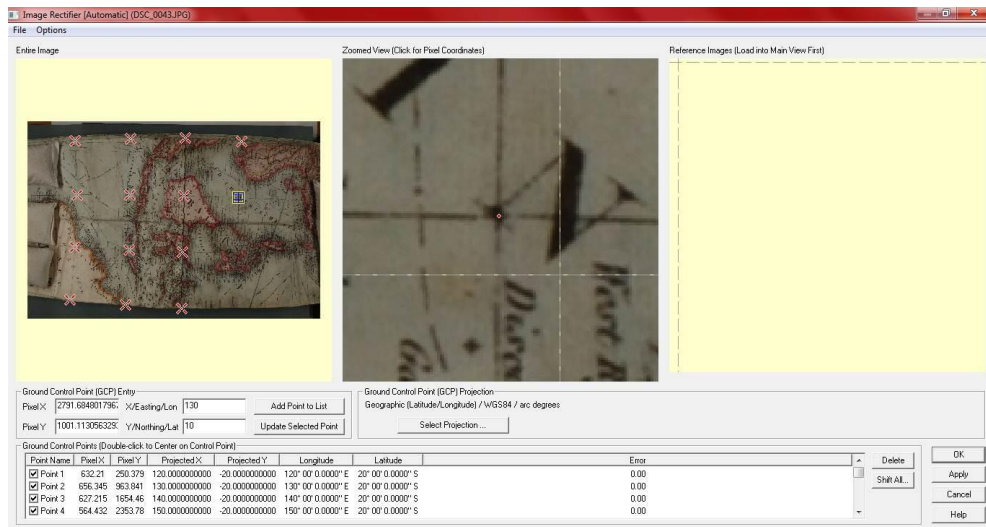 Image Rectifier [Automatic] (DSC_0043.JPG)
File Options
Entire Image
Zoomed View (Click for Pixel Coordinates)
Reference Images (Load into Main View First)
Ground Control Point (GCP) Entry
Pixel X 2791.6848017967 X/Easting/Lon 130 Add Point to List
Pixel Y 1001.1130563293 Y/Northing/Lat 10 Update Selected Point
Ground Control Point (GCP) Projection
Geographic (Latitude/Longitude) / WGS84 / arc degrees
Select Projection ...
Ground Control Points (Double-click to Center on Control Point)
Point Name Pixel X Pixel Y Projected X Projected Y Longitude Latitude Error
Point 1 632.21 250.379 120.0000000000 -20.0000000000 120° 00' 0.0000" E 20° 00' 0.0000" S 0.00
Point 2 656.345 963.841 130.0000000000 -20.0000000000 130° 00' 0.0000" E 20° 00' 0.0000" S 0.00
Point 3 627.215 1654.46 140.0000000000 -20.0000000000 140° 00' 0.0000" E 20° 00' 0.0000" S 0.00
Point 4 564.432 2353.78 150.0000000000 -20.0000000000 150° 00' 0.0000" E 20° 00' 0.0000" S 0.00
Delete
Shift All...
OK
Apply
Cancel
Help